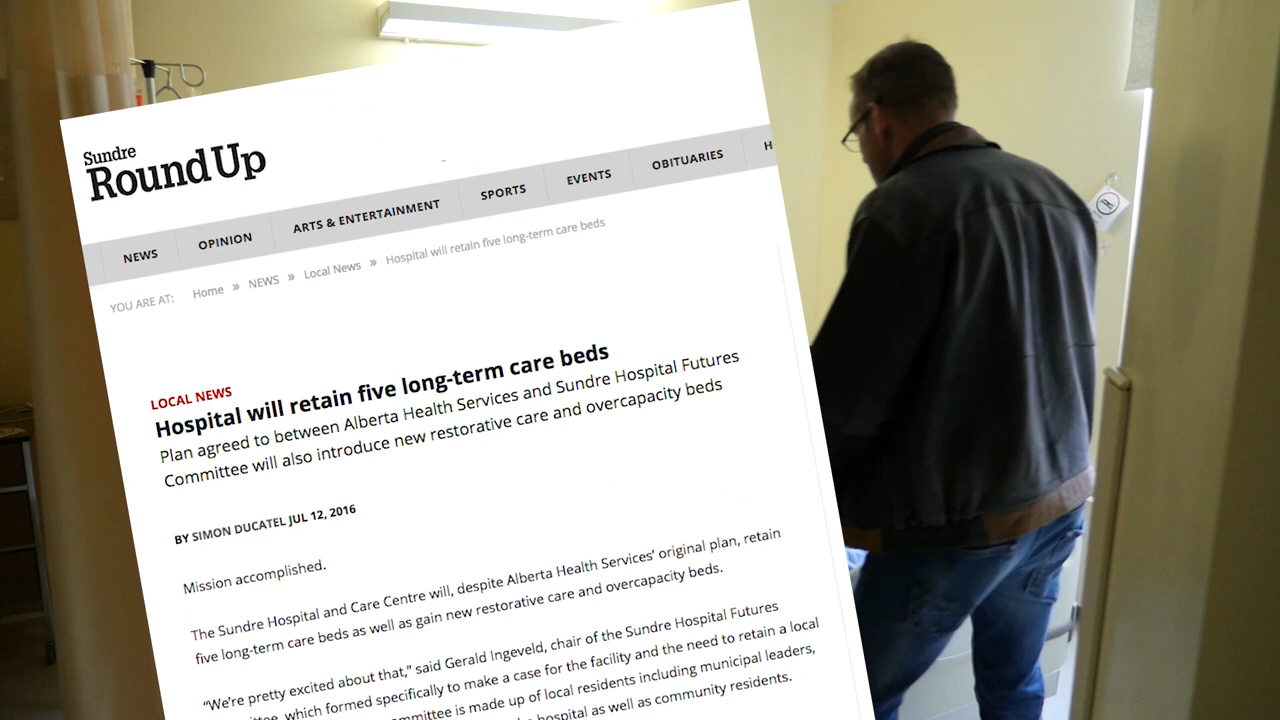 Sundre
Round Up
NEWS OPINION ARTS & ENTERTAINMENT SPORTS EVENTS OBITUARIES H
YOU ARE AT: Home » NEWS » Local News » Hospital will retain five long-term care beds
LOCAL NEWS
Hospital will retain five long-term care beds
Plan agreed to between Alberta Health Services and Sundre Hospital Futures
Committee will also introduce new restorative care and overcapacity beds
BY SIMON DUCATEL JUL 12, 2016
Mission accomplished.
The Sundre Hospital and Care Centre will, despite Alberta Health Services' original plan, retain
five long-term care beds as well as gain new restorative care and overcapacity beds.
“We're pretty excited about that,” said Gerald Ingeveld, chair of the Sundre Hospital Futures
ttee, which formed specifically to make a case for the facility and the need to retain a local
mmittee is made up of local residents including municipal leaders,
hospital as well as community residents.